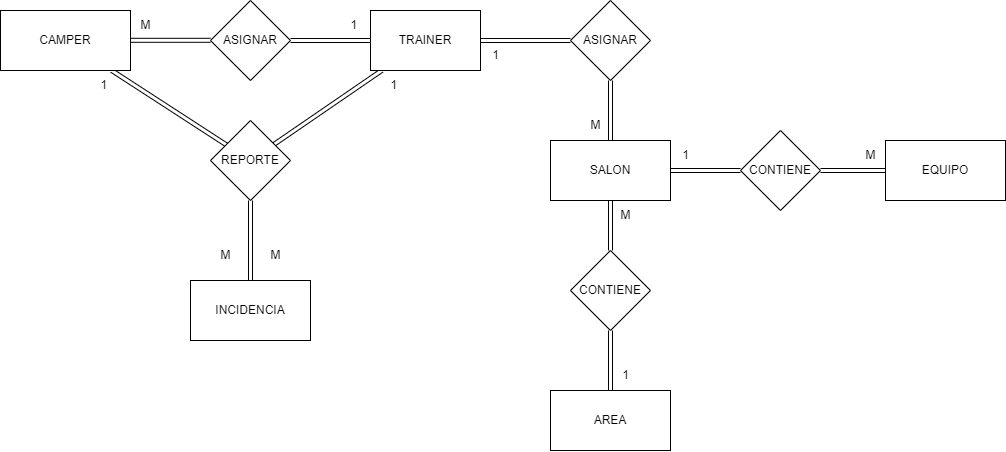 M
1
CAMPER
ASIGNAR
TRAINER
ASIGNAR
1
1
1
M
REPORTE
1
M
SALON
CONTIENE
EQUIPO
M
M
M
INCIDENCIA
CONTIENE
1
AREA